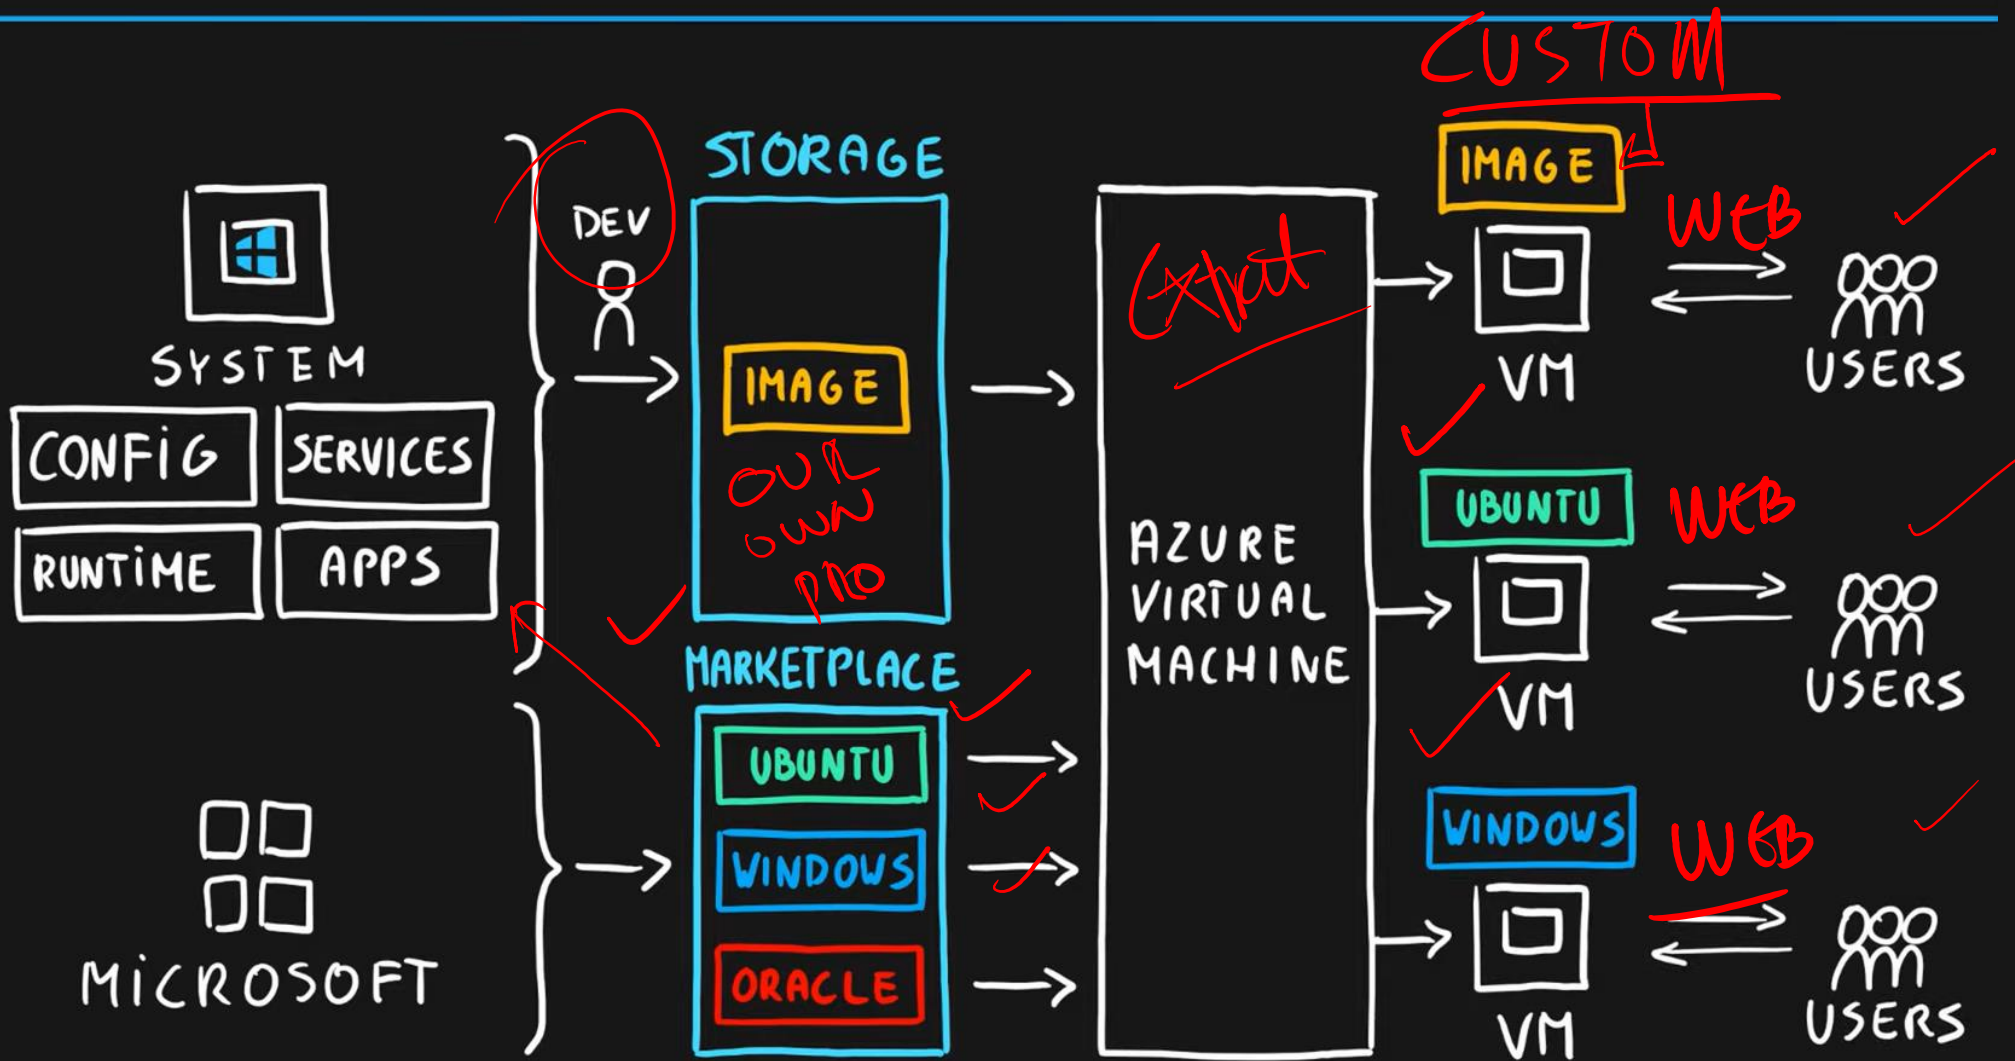 CUSTOM
IMAGE
STORAGE
DEV
WEB
SYSTEM
VM
USERS
IMAGE
CONFIG
SERVICES
OUR
OWN
PRO
RUNTIME
APPS
AZURE
VIRTUAL
MACHINE
UBUNTU
WEB
VM
USERS
MARKETPLACE
UBUNTU
WINDOWS
ORACLE
WINDOWS
WEB
VM
USERS
MICROSOFT